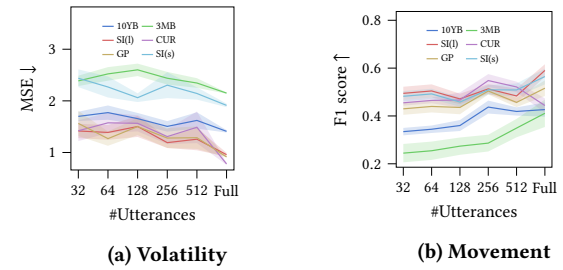 10YB 3MB
SI(l) CUR
GP SI(s)
MSE ↓
3
2
1
32 64 128 256 512 Full
#Utterances
(a) Volatility
10YB 3MB
SI(l) CUR
GP SI(s)
F1 score ↑
0.8
0.6
0.4
0.2
32 64 128 256 512 Full
#Utterances
(b) Movement